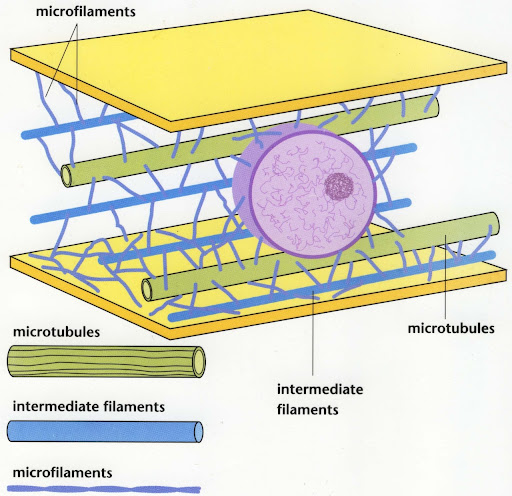 microfilaments
microtubules
microtubules
intermediate
filaments
intermediate filaments
microfilaments